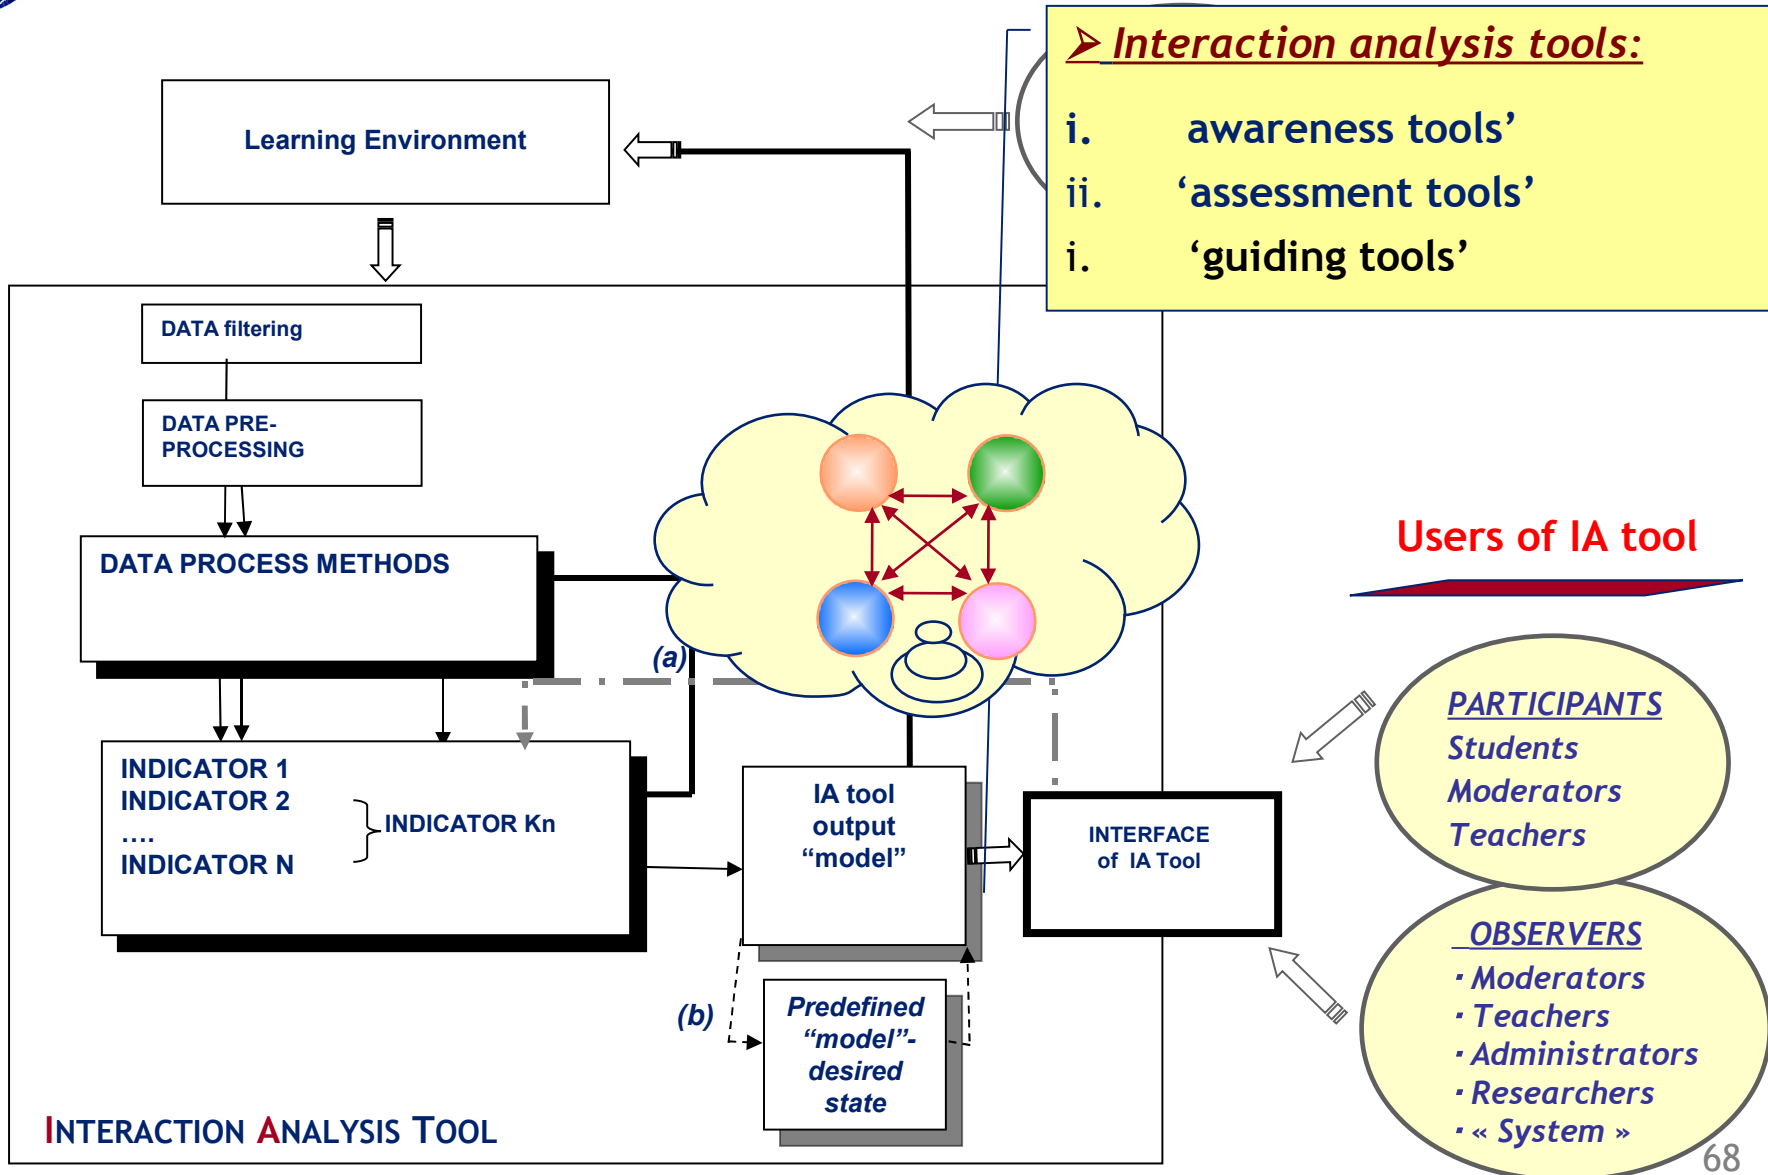 ➢ Interaction analysis tools:
i. awareness tools’
ii. ‘assessment tools’
i. ‘guiding tools’
Learning Environment
DATA filtering
DATA PRE-
PROCESSING
DATA PROCESS METHODS
(a)
INDICATOR 1
INDICATOR 2
….
INDICATOR N
INDICATOR Kn
IA tool
output
“model”
INTERFACE
of IA Tool
(b)
Predefined
“model”-
desired
state
INTERACTION ANALYSIS TOOL
Users of IA tool
PARTICIPANTS
Students
Moderators
Teachers
OBSERVERS
· Moderators
· Teachers
· Administrators
· Researchers
· « System »
68